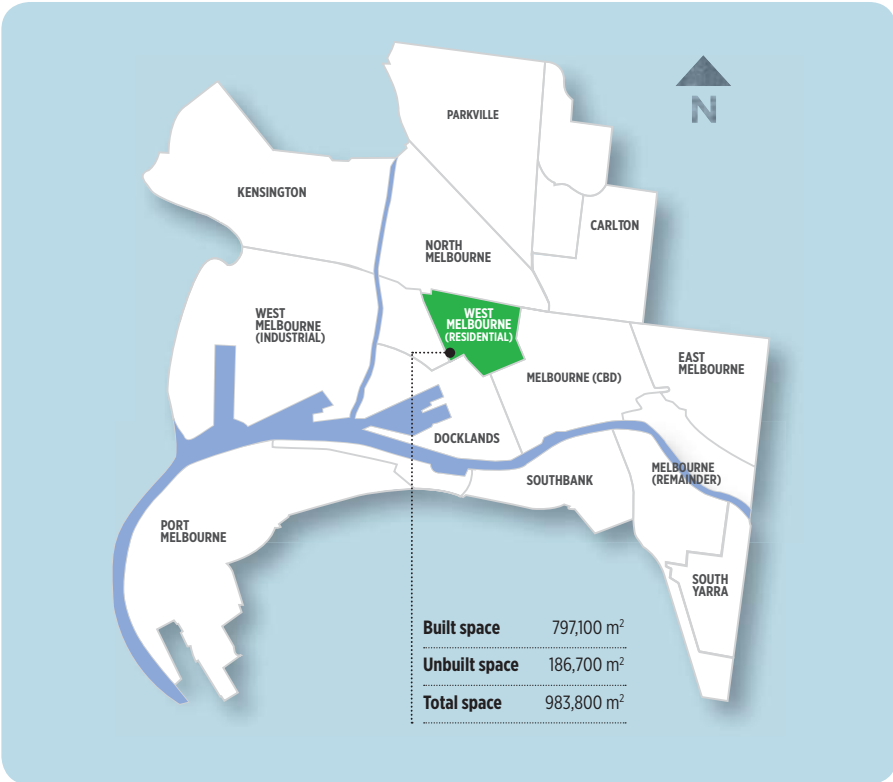 N
PARKVILLE
KENSINGTON
CARLTON
NORTH
MELBOURNE
WEST
MELBOURNE
(INDUSTRIAL)
WEST
MELBOURNE
(RESIDENTIAL)
EAST
MELBOURNE
MELBOURNE (CBD)
DOCKLANDS
SOUTHBANK
MELBOURNE
(REMAINDER)
PORT
MELBOURNE
SOUTH
YARRA
Built space 797,100 m²
Unbuilt space 186,700 m²
Total space 983,800 m²